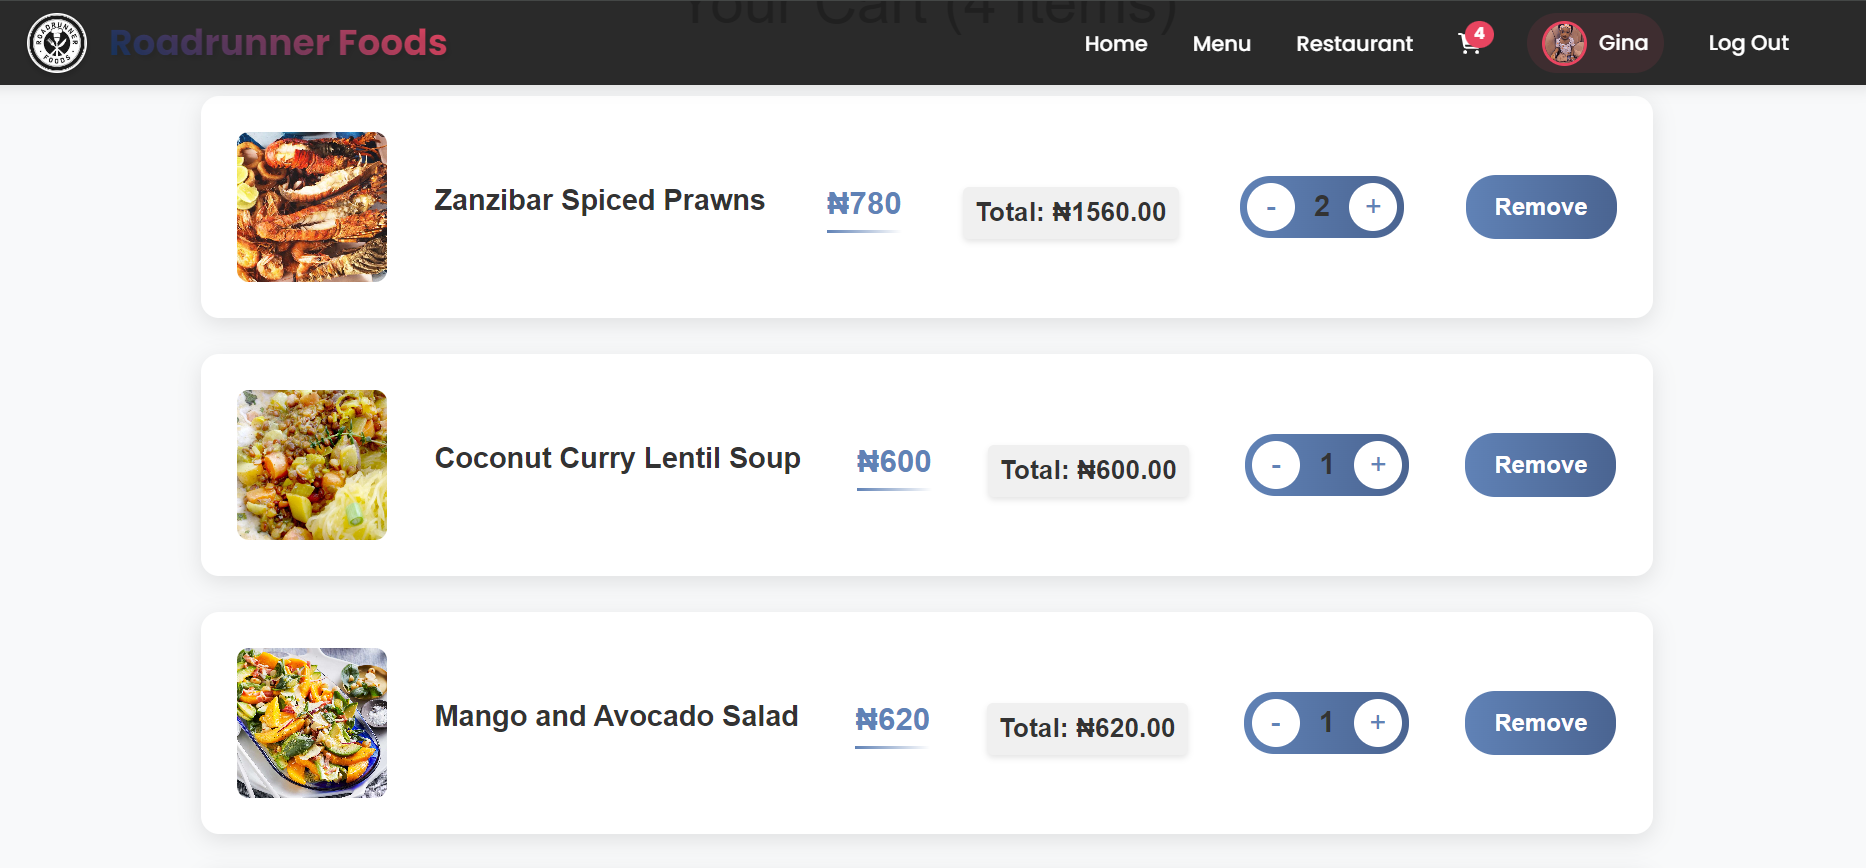 Your Cart (4 items)
ROADRUNNER
FOODS
Roadrunner Foods
Home
Menu
Restaurant
4
Gina
Log Out
Zanzibar Spiced Prawns
₦780
Total: ₦1560.00
-
2
+
Remove
Coconut Curry Lentil Soup
₦600
Total: ₦600.00
-
1
+
Remove
Mango and Avocado Salad
₦620
Total: ₦620.00
-
1
+
Remove